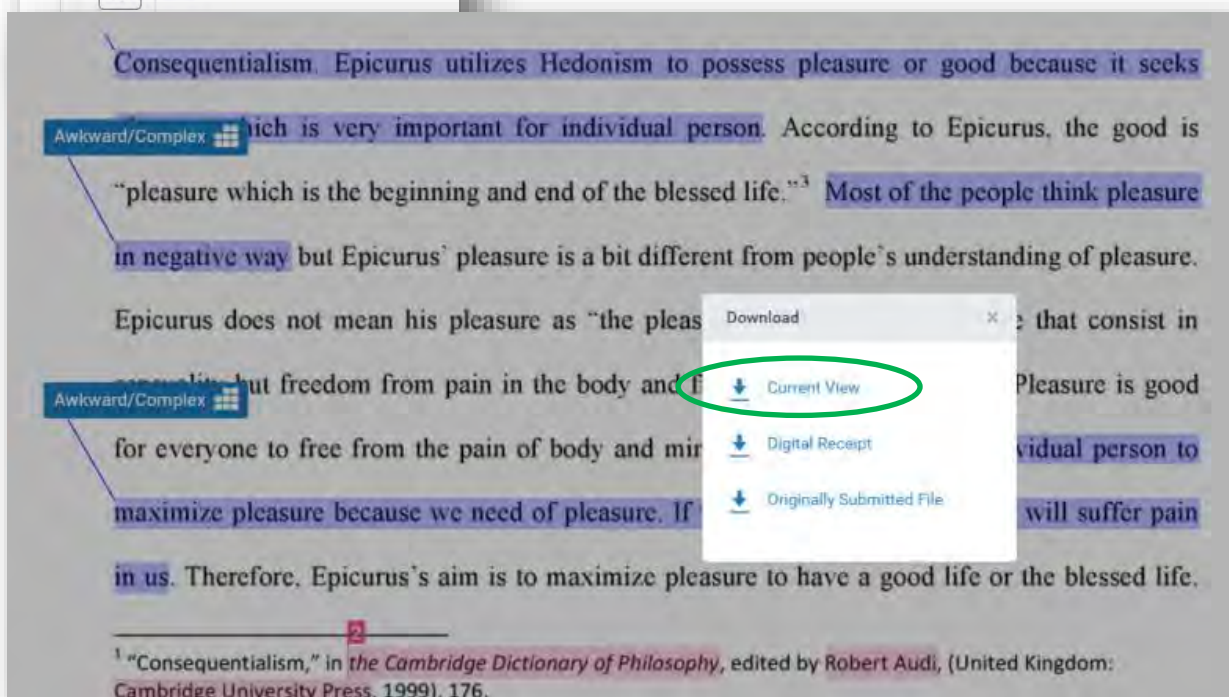 Consequentialism. Epicurus utilizes Hedonism to possess pleasure or good because it seeks
Awkward/Complex
which is very important for individual person. According to Epicurus, the good is
“pleasure which is the beginning and end of the blessed life.”3 Most of the people think pleasure
in negative way but Epicurus’ pleasure is a bit different from people’s understanding of pleasure.
Epicurus does not mean his pleasure as “the pleas
that consist in
Awkward/Complex
but freedom from pain in the body and
Pleasure is good
for everyone to free from the pain of body and
to
maximize pleasure because we need of pleasure. If
will suffer pain
in us. Therefore, Epicurus’s aim is to maximize pleasure to have a good life or the blessed life.
Download
×
Current View
Digital Receipt
Originally Submitted File
2
1 “Consequentialism,” in the Cambridge Dictionary of Philosophy, edited by Robert Audi, (United Kingdom:
Cambridge University Press, 1999), 176.